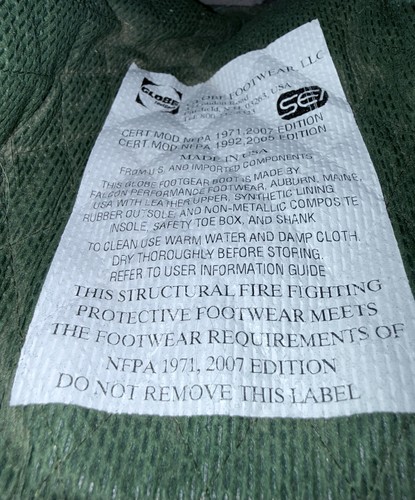 GLOBE
FOOTWEAR, LLC
03261 USA
SEI
CERT. MOD. NFPA 1971, 2007 EDITION
CERT. MOD. NFPA 1992, 2005 EDITION
MADE IN USA
FROM U.S. AND IMPORTED COMPONENTS
THIS GLOBE FOOTGEAR BOOT IS MADE BY
FALCON PERFORMANCE FOOTWEAR, AUBURN, MAINE,
USA WITH LEATHER UPPER, SYNTHETIC LINING
RUBBER OUTSOLE, AND NON-METALLIC COMPOSITE
INSOLE, SAFETY TOE BOX, AND SHANK
TO CLEAN USE WARM WATER AND DAMP CLOTH.
DRY THOROUGHLY BEFORE STORING.
REFER TO USER INFORMATION GUIDE
THIS STRUCTURAL FIRE FIGHTING
PROTECTIVE FOOTWEAR MEETS
THE FOOTWEAR REQUIREMENTS OF
NFPA 1971, 2007 EDITION
DO NOT REMOVE THIS LABEL